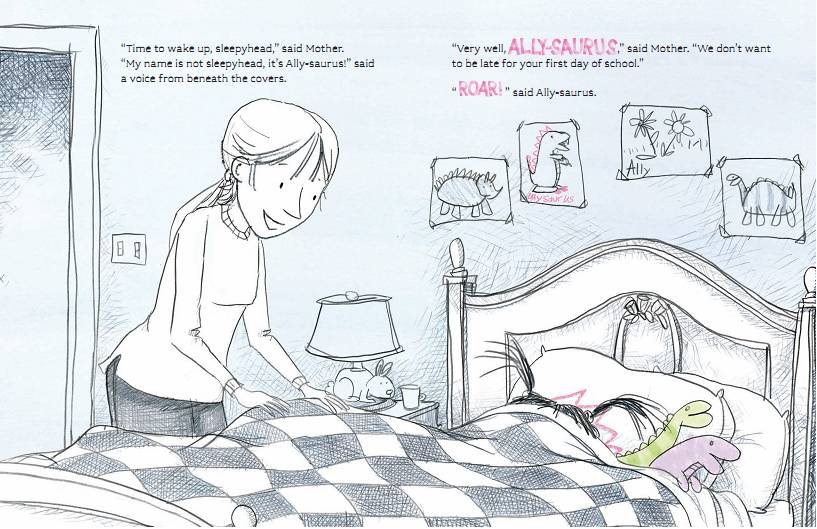 “Time to wake up, sleepyhead,” said Mother.
“My name is not sleepyhead, it’s Ally-saurus!” said
a voice from beneath the covers.
“Very well, ALLY-SAURUS,” said Mother. “We don’t want
to be late for your first day of school.”
“ROAR!” said Ally-saurus.
Ally saurus
Ally